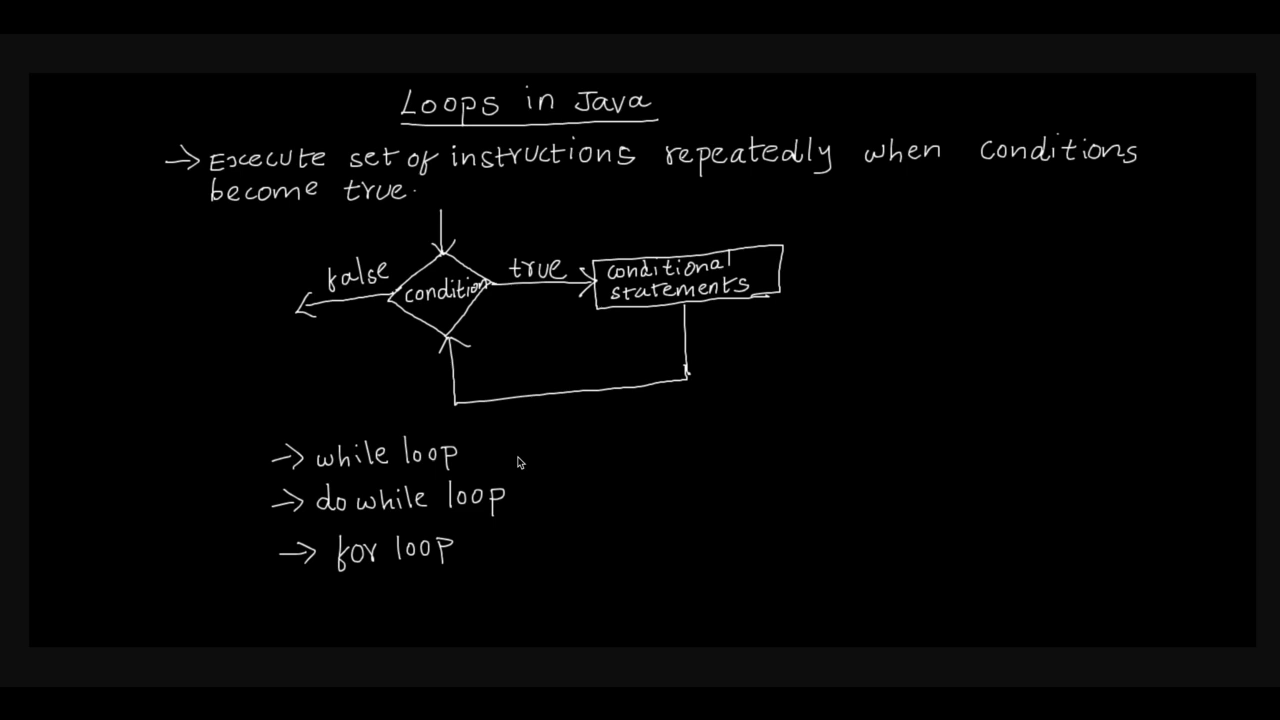 Loops in Java
→ Execute set of instructions repeatedly when conditions
become true.
false
condition
true
conditional
statements
→ while loop
→ do while loop
→ for loop